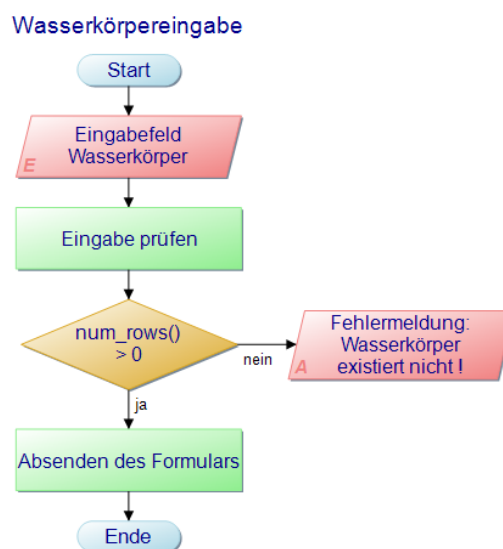 Wasserkörpereingabe
Start
Eingabefeld
Wasserkörper
E
Eingabe prüfen
num_rows()
> 0
nein
Fehlermeldung:
Wasserkörper
existiert nicht !
A
ja
Absenden des Formulars
Ende